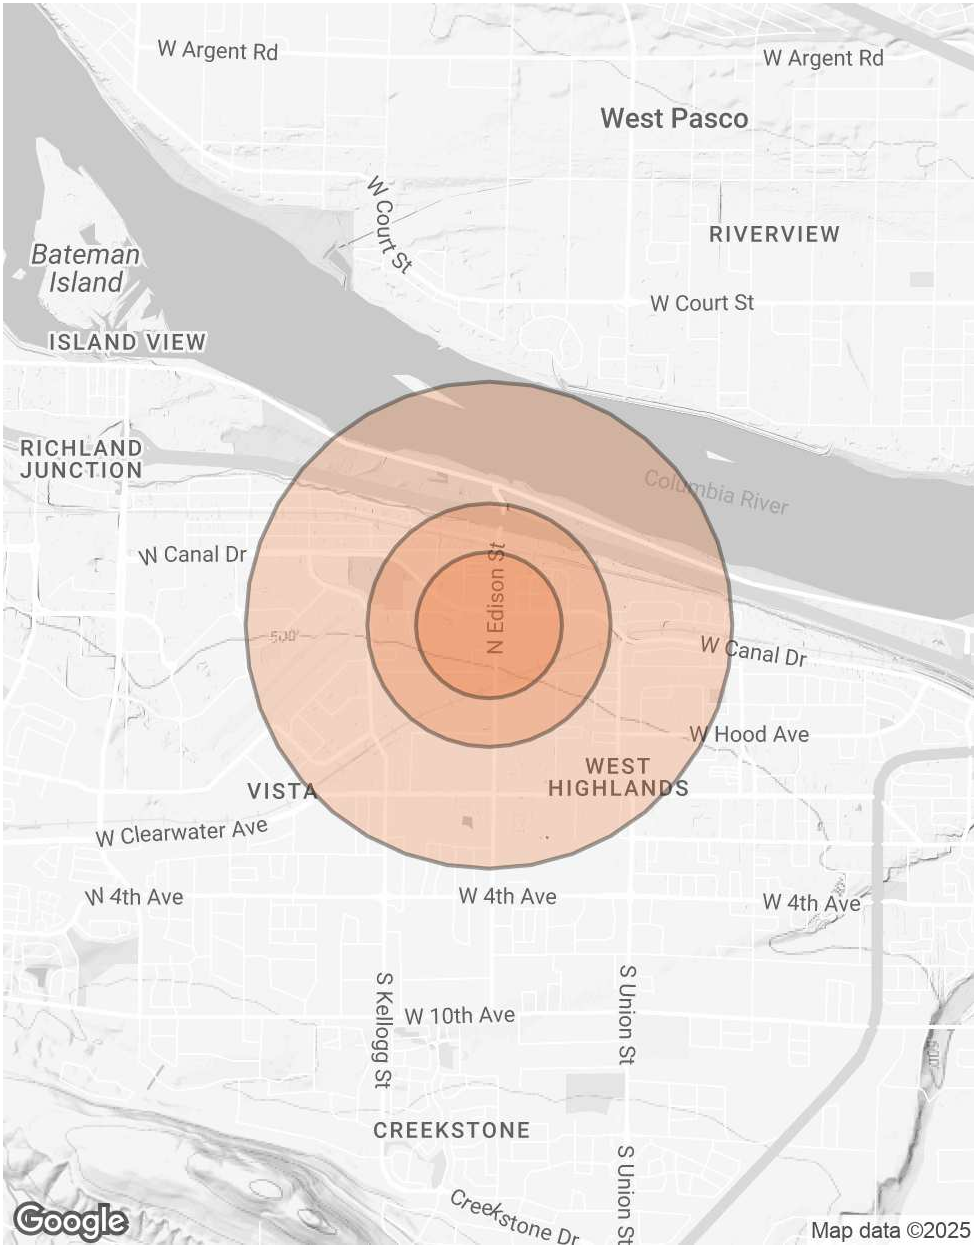 W Argent Rd
W Argent Rd
West Pasco
W Court St
RIVERVIEW
Bateman
Island
W Court St
ISLAND VIEW
RICHLAND
JUNCTION
Columbia River
N Canal Dr
N Edison St
500'
W Canal Dr
W Hood Ave
WEST
HIGHLANDS
VISTA
W Clearwater Ave
W 4th Ave
W 4th Ave
W 4th Ave
S Kellogg St
S Union St
W 10th Ave
CREEKSTONE
S Union St
Creekstone Dr
Google
Map data ©2025